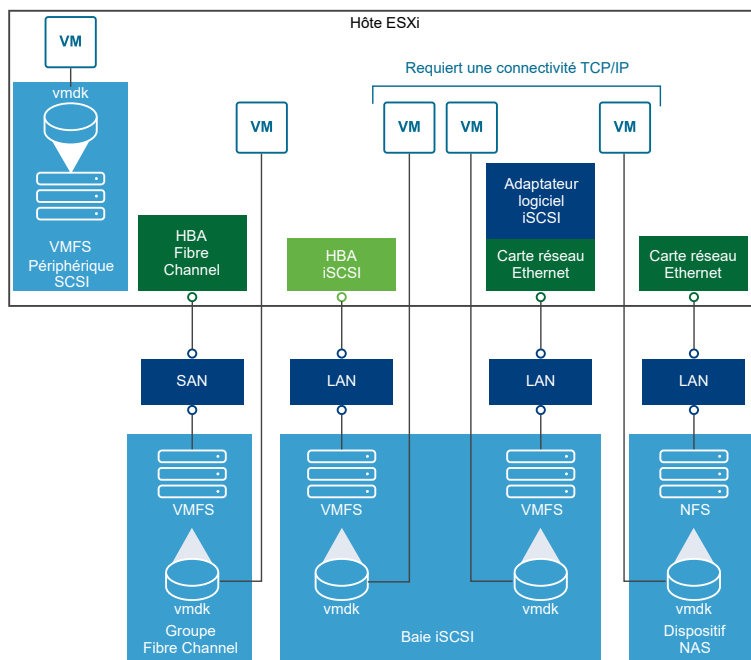 Hôte ESXi
VM
vmdk
VMFS
Périphérique
SCSI
Requiert une connectivité TCP/IP
VM
VM
VM
VM
HBA
Fibre
Channel
HBA
iSCSI
Adaptateur
logiciel
iSCSI
Carte réseau
Ethernet
Carte réseau
Ethernet
SAN
LAN
LAN
LAN
VMFS
VMFS
VMFS
NFS
vmdk
vmdk
vmdk
vmdk
Groupe
Fibre Channel
Baie iSCSI
Dispositif
NAS